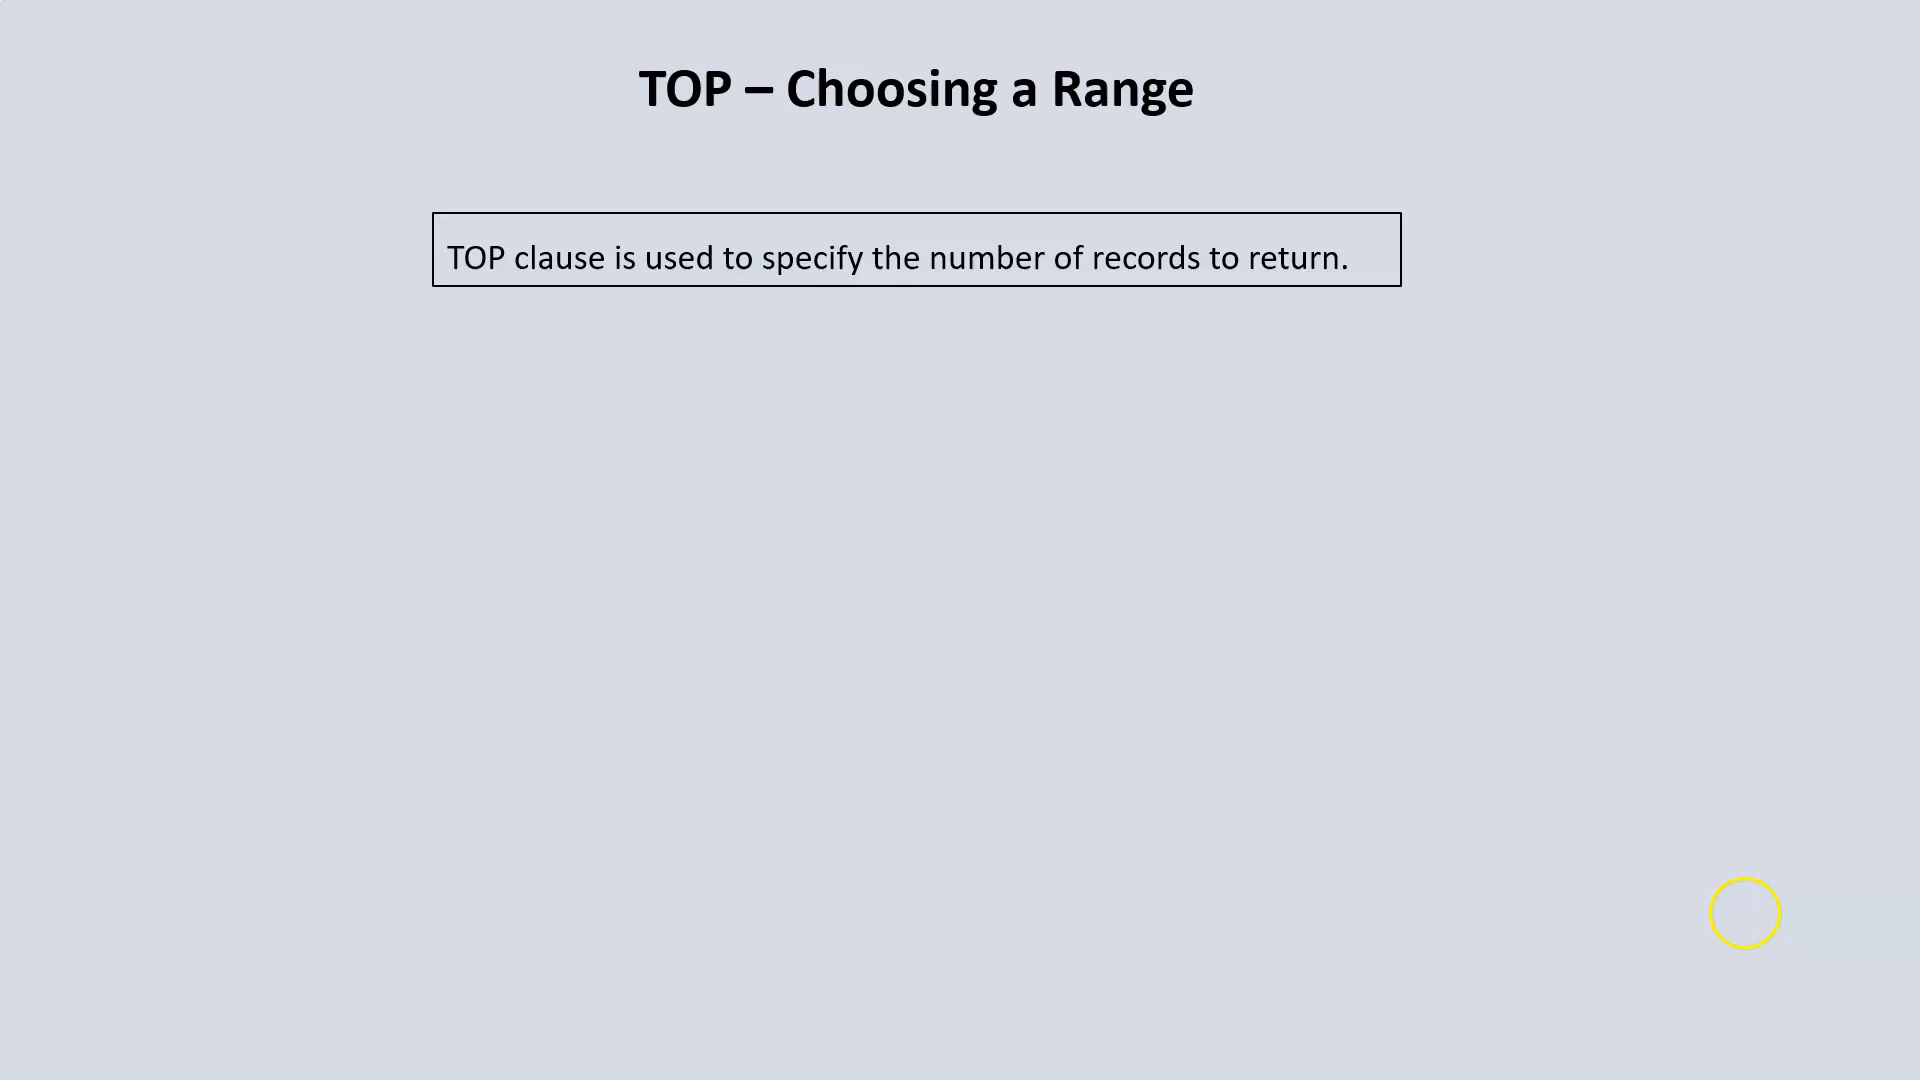 TOP – Choosing a Range
TOP clause is used to specify the number of records to return.